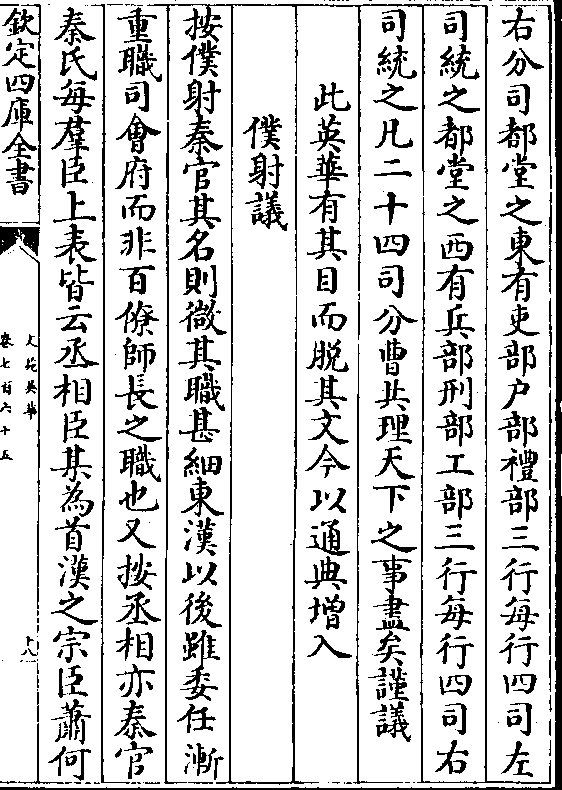 右分司都堂之東有吏部户部禮部三行每行四司左
司統之都堂之西有兵部刑部工部三行每行四司右
司統之凡二十四司分曹共理天下之事盡矣謹議
此英華有其目而脱其文今以通典增入
僕射議
按僕射秦官其名則微其職甚細東漢以後雖委任漸
重職司會府而非百僚師長之職也又按丞相亦秦官
秦氏每羣臣上表皆云丞相臣某為首漢之宗臣蕭何
欽定四庫全書
文苑英華
卷七百六十五
十八